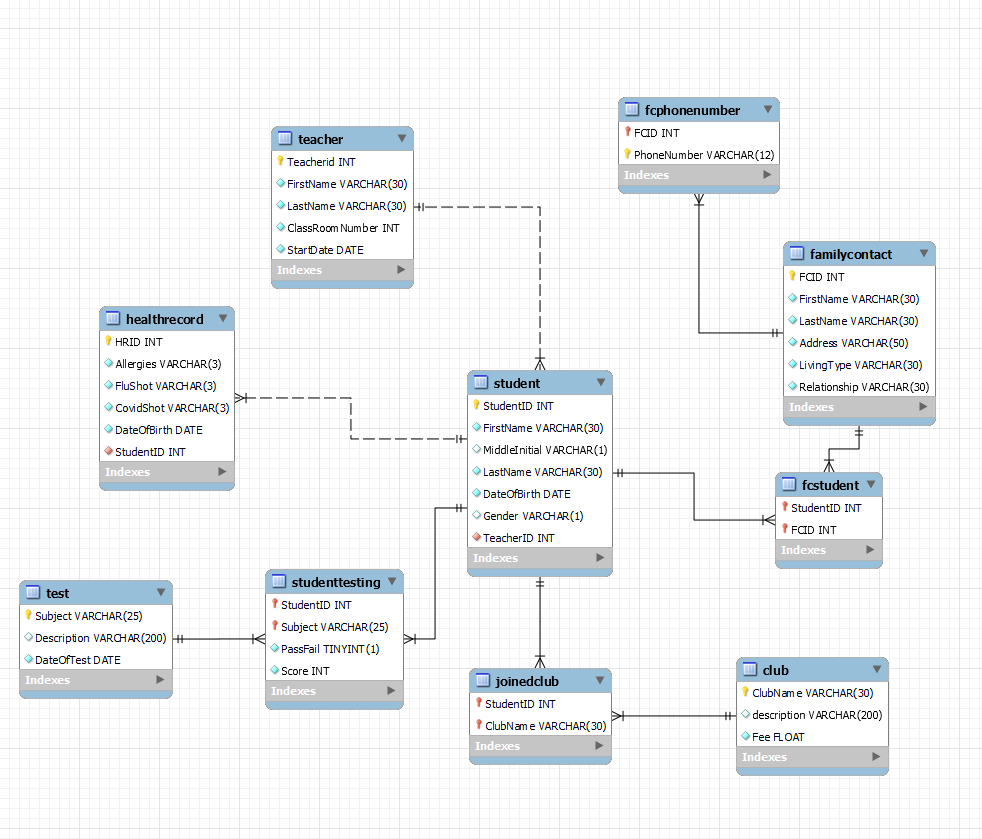 fcphonenumber
FCID INT
PhoneNumber VARCHAR(12)
Indexes
teacher
Teacherid INT
FirstName VARCHAR(30)
LastName VARCHAR(30)
ClassRoomNumber INT
StartDate DATE
Indexes
familycontact
FCID INT
FirstName VARCHAR(30)
LastName VARCHAR(30)
Address VARCHAR(50)
LivingType VARCHAR(30)
Relationship VARCHAR(30)
Indexes
healthrecord
HRID INT
Allergies VARCHAR(3)
FluShot VARCHAR(3)
CovidShot VARCHAR(3)
DateOfBirth DATE
StudentID INT
Indexes
student
StudentID INT
FirstName VARCHAR(30)
MiddleInitial VARCHAR(1)
LastName VARCHAR(30)
DateOfBirth DATE
Gender VARCHAR(1)
TeacherID INT
Indexes
fcstudent
StudentID INT
FCID INT
Indexes
test
Subject VARCHAR(25)
Description VARCHAR(200)
DateOfTest DATE
Indexes
studenttesting
StudentID INT
Subject VARCHAR(25)
PassFail TINYINT(1)
Score INT
Indexes
joinedclub
StudentID INT
ClubName VARCHAR(30)
Indexes
club
ClubName VARCHAR(30)
description VARCHAR(200)
Fee FLOAT
Indexes